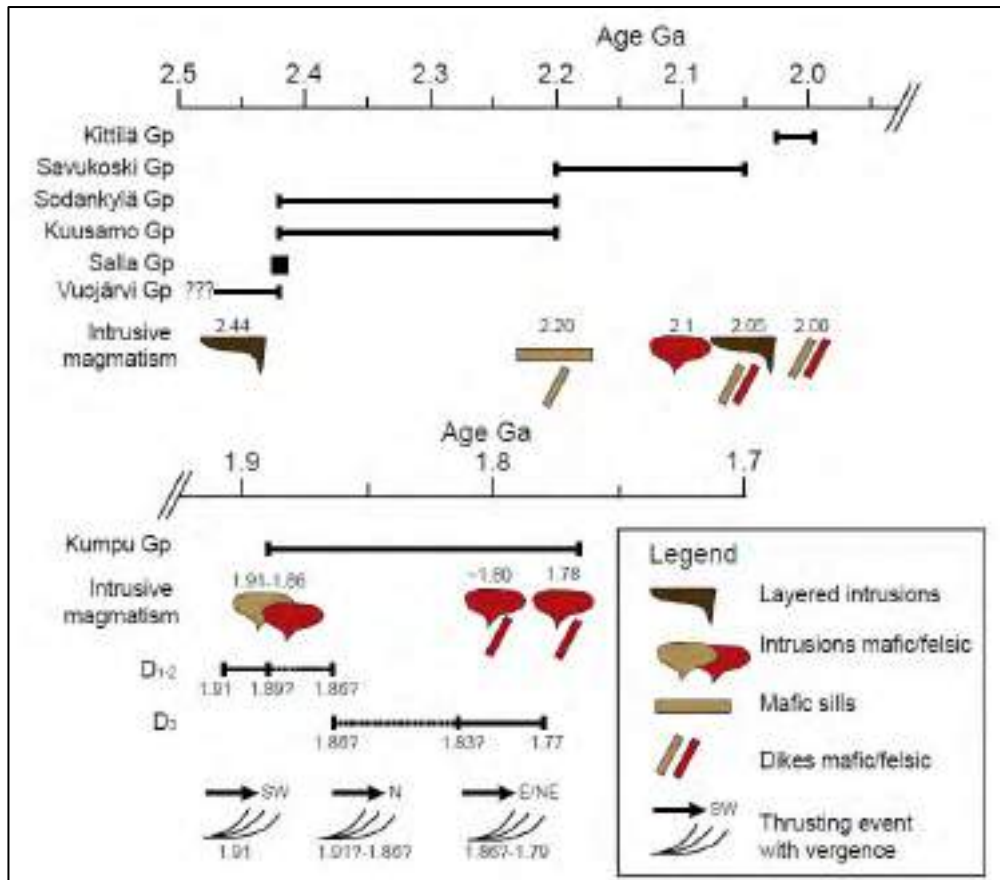 Age Ga
2.5 2.4 2.3 2.2 2.1 2.0
Kittilä Gp
Savukoski Gp
Sodankylä Gp
Kuusamo Gp
Salla Gp
Vuojärvi Gp ???
Intrusive
magmatism
2.44 2.20 2.1 2.05 2.00
Age Ga
1.9 1.8 1.7
Kumpu Gp
Intrusive
magmatism
1.91-1.86 ~1.80 1.78
D1-2
1.91 1.89? 1.86?
D3
1.86? 1.83? 1.77
SW N E/NE
1.91 1.91?-1.86? 1.86?-1.79
Legend
Layered intrusions
Intrusions mafic/felsic
Mafic sills
Dikes mafic/felsic
SW
Thrusting event
with vergence